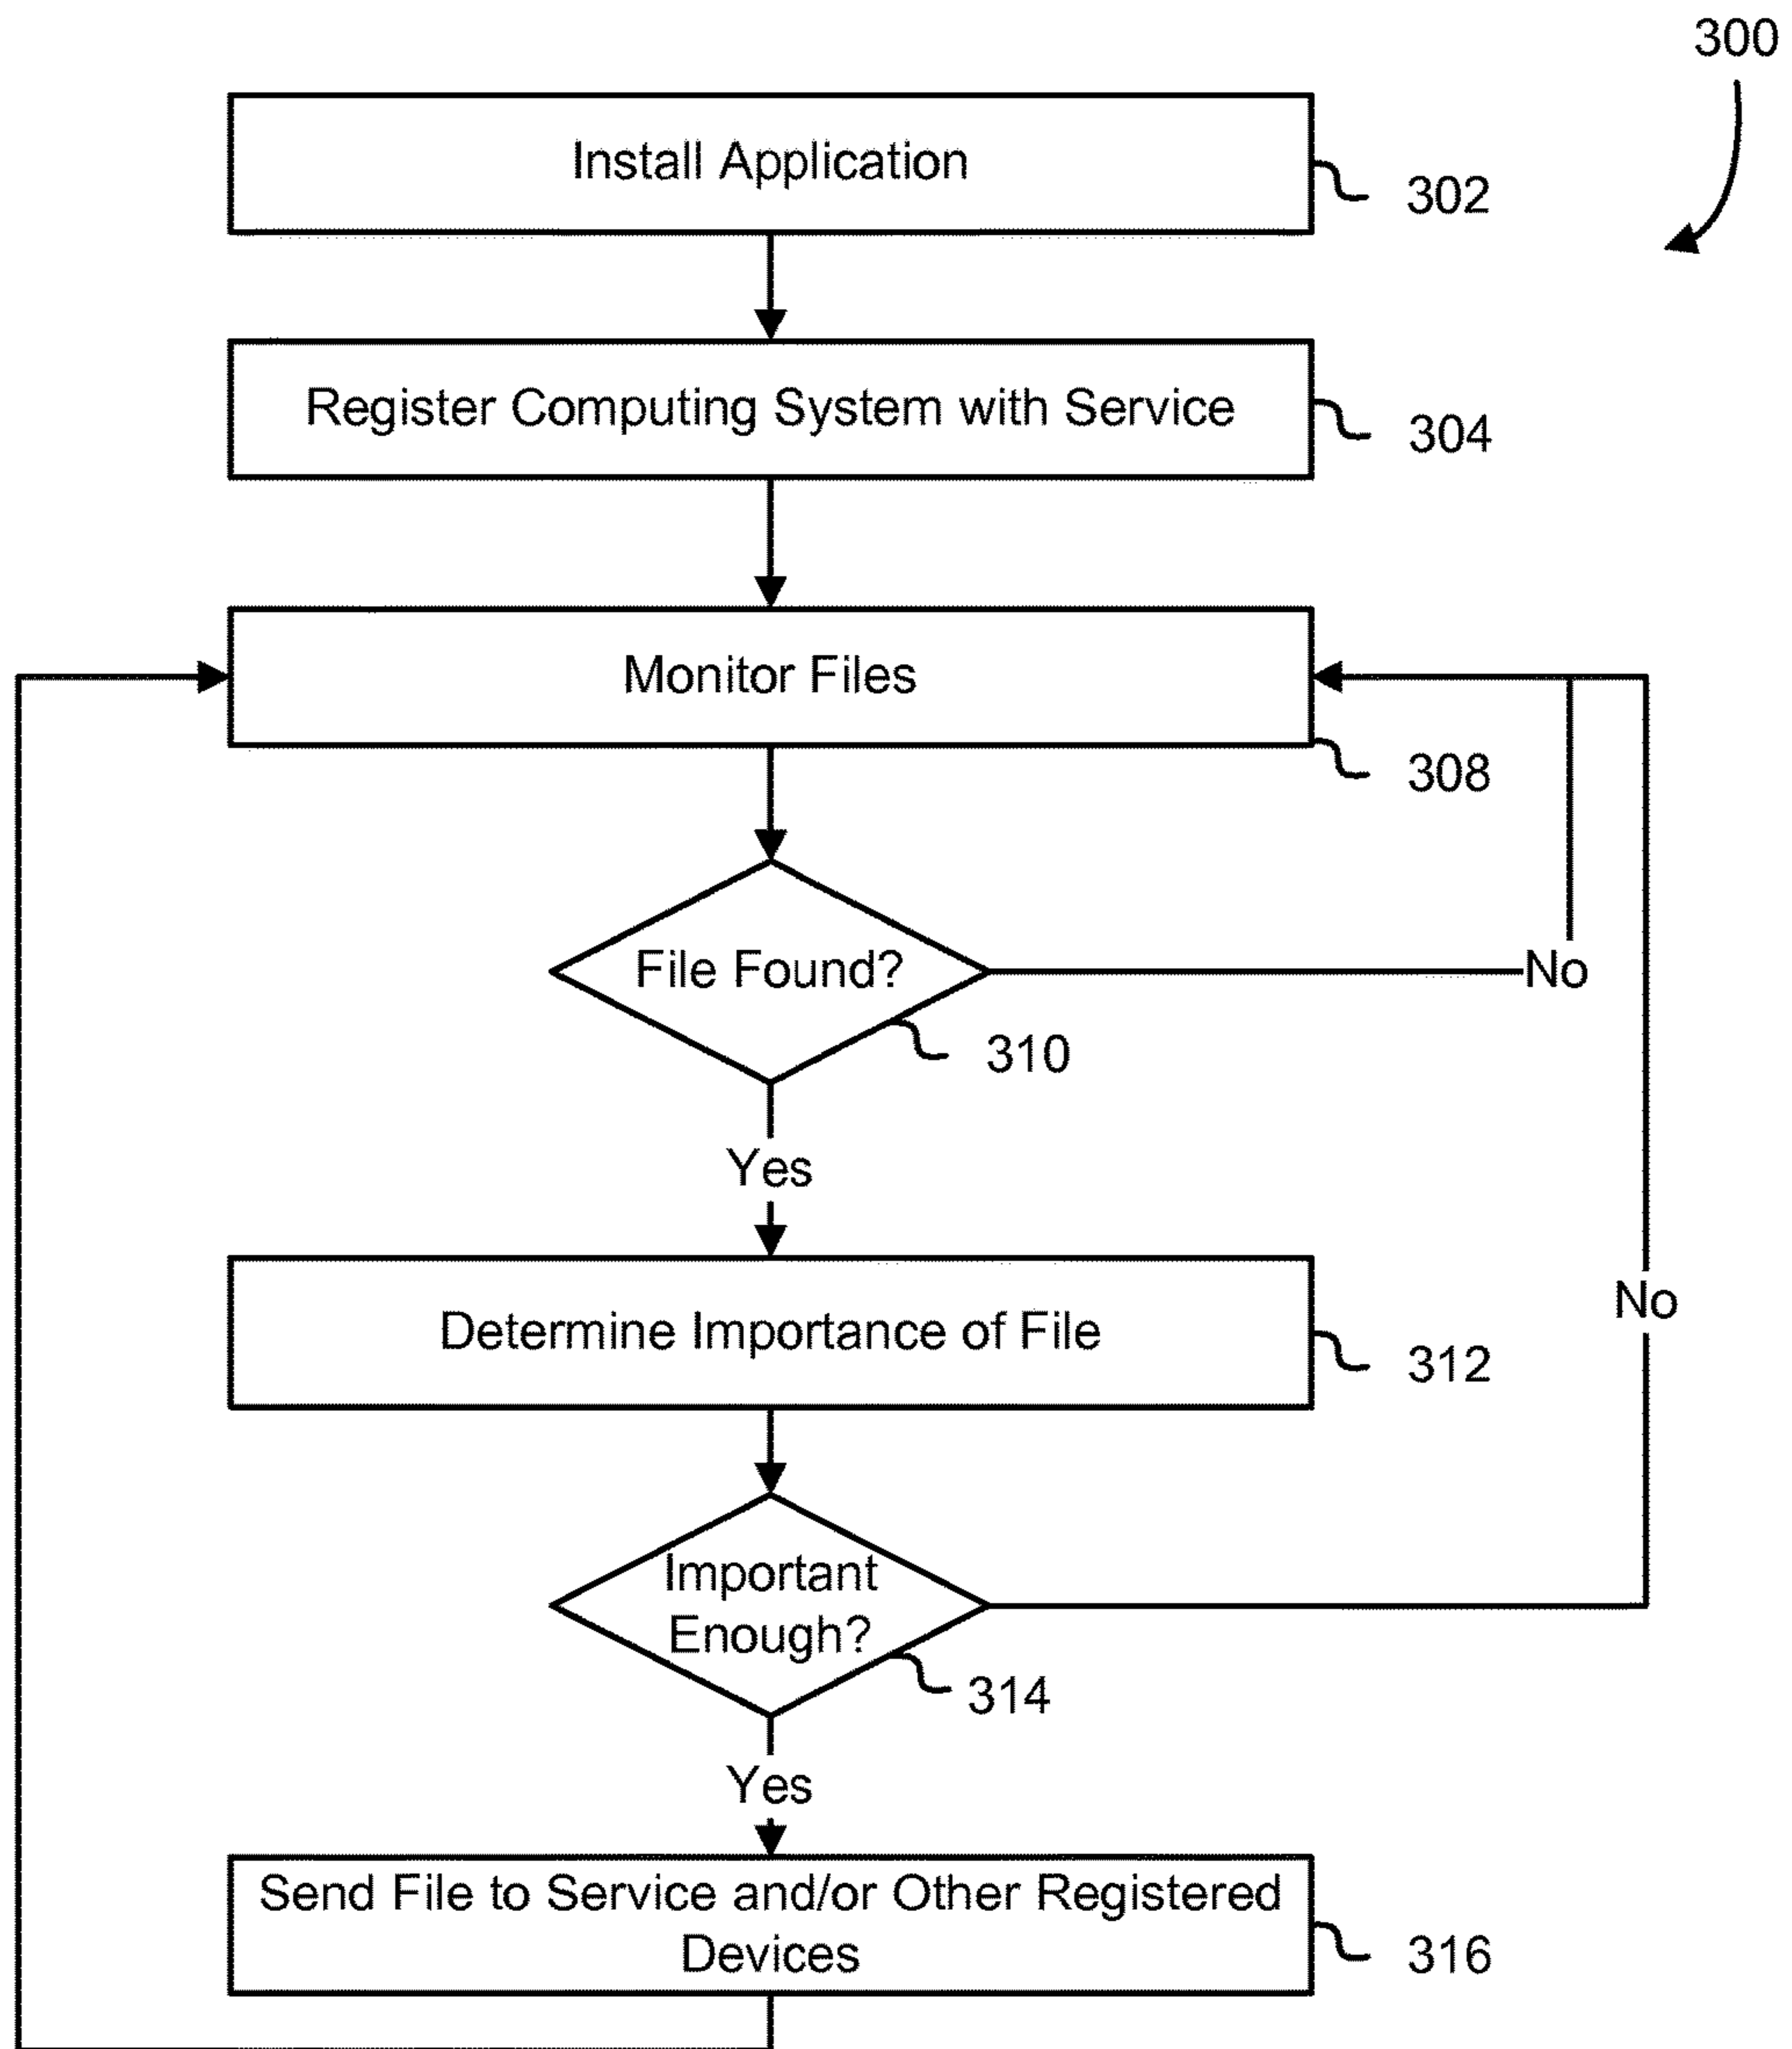 300
Install Application
302
Register Computing System with Service
304
Monitor Files
308
File Found?
No
310
Yes
No
Determine Importance of File
312
Important
Enough?
314
Yes
Send File to Service and/or Other Registered
Devices
316